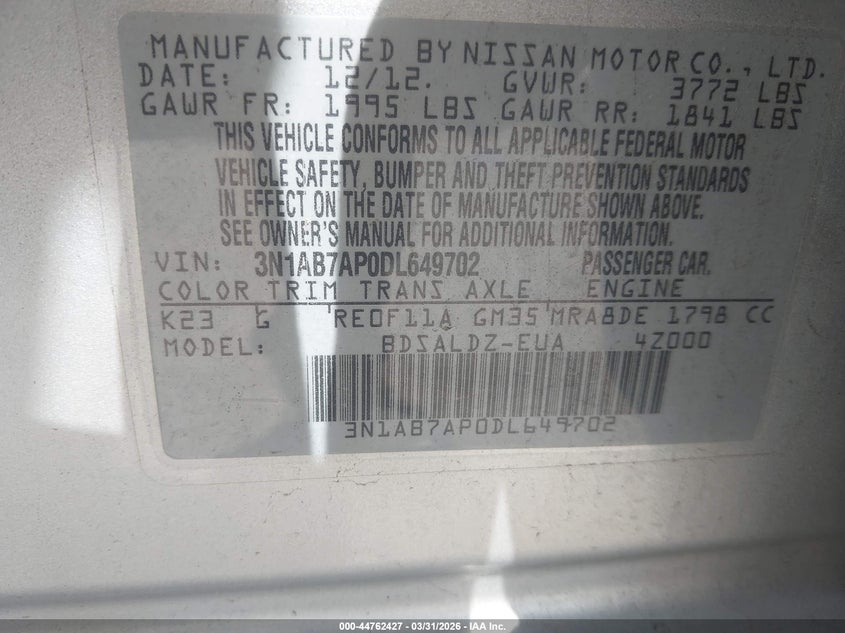 MANUFACTURED BY NISSAN MOTOR CO., LTD.
DATE: 12/12. GVWR: 3772 LBS
GAWR FR: 1995 LBS GAWR RR: 1841 LBS
THIS VEHICLE CONFORMS TO ALL APPLICABLE FEDERAL MOTOR
VEHICLE SAFETY, BUMPER AND THEFT PREVENTION STANDARDS
IN EFFECT ON THE DATE OF MANUFACTURE SHOWN ABOVE.
SEE OWNER'S MANUAL FOR ADDITIONAL INFORMATION.
VIN: 3N1AB7AP0DL649702 PASSENGER CAR.
COLOR TRIM TRANS AXLE ENGINE
K23 G RE0F11A GM35 MRA8DE 1798 CC
MODEL: BDSALDZ-EUA 4Z000
3N1AB7AP0DL649702
000-44762427 - 03/31/2026 - IAA Inc.